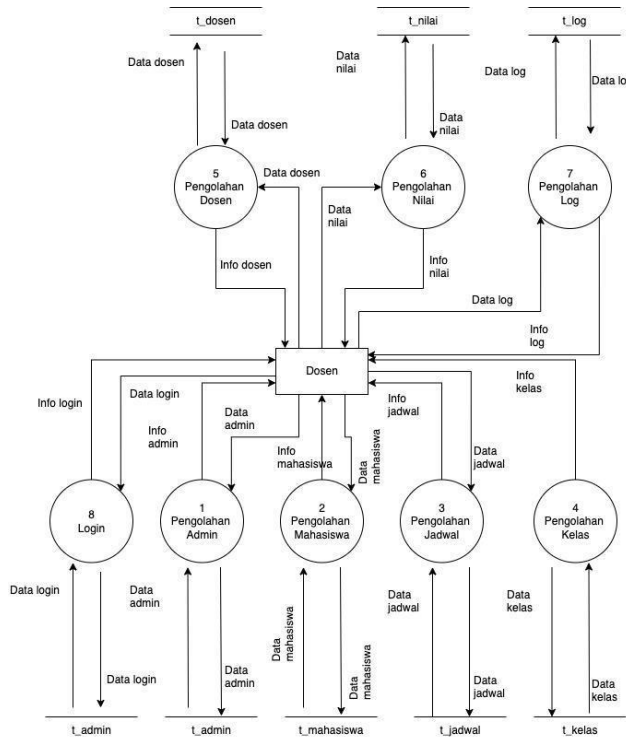 t_dosen
t_nilai
t_log
Data dosen
Data
nilai
Data log
Data lo
Data dosen
Data
nilai
5
Pengolahan
Dosen
6
Pengolahan
Nilai
7
Pengolahan
Log
Data dosen
Data
nilai
Info dosen
Info
nilai
Data log
Info
log
Dosen
Info login
Data login
Info
admin
Data
admin
Info
mahasiswa
Data
mahasiswa
Info
jadwal
Data
jadwal
Info
kelas
8
Login
1
Pengolahan
Admin
2
Pengolahan
Mahasiswa
3
Pengolahan
Jadwal
4
Pengolahan
Kelas
Data login
Data
admin
Data
mahasiswa
Data
jadwal
Data
kelas
Data login
Data
admin
Data
mahasiswa
Data
jadwal
Data
kelas
t_admin
t_admin
t_mahasiswa
t_jadwal
t_kelas